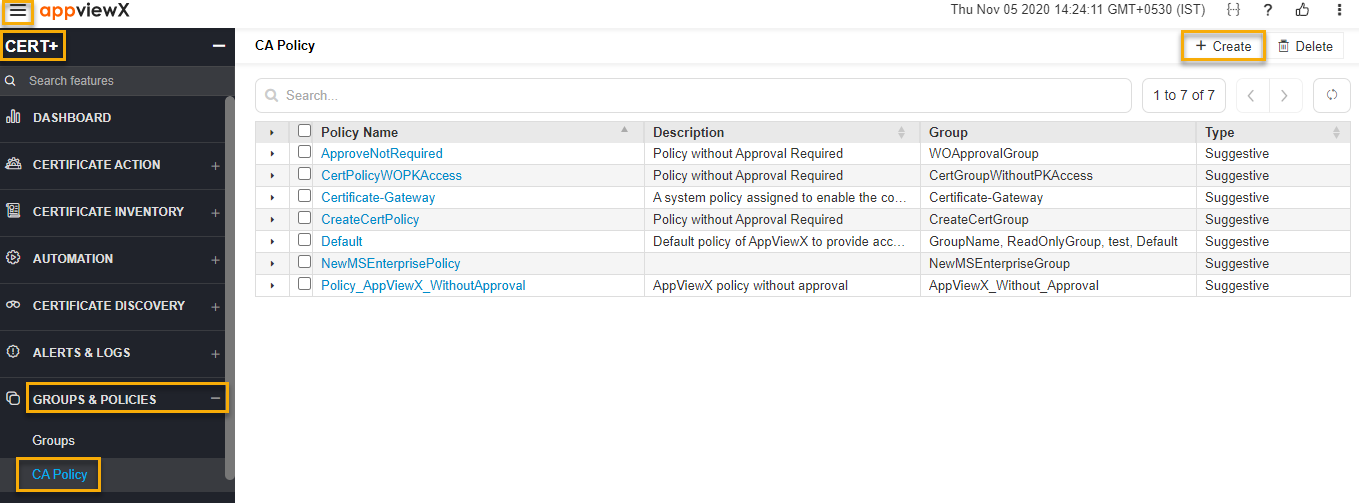 appviewX Thu Nov 05 2020 14:24:11 GMT+0530 (IST) {··} ?
CERT+
Search features
DASHBOARD
CERTIFICATE ACTION +
CERTIFICATE INVENTORY +
AUTOMATION +
CERTIFICATE DISCOVERY +
ALERTS & LOGS +
GROUPS & POLICIES
Groups
CA Policy
CA Policy + Create Delete
Search... 1 to 7 of 7
Policy Name Description Group Type
ApproveNotRequired Policy without Approval Required WOApprovalGroup Suggestive
CertPolicyWOPKAccess Policy without Approval Required CertGroupWithoutPKAccess Suggestive
Certificate-Gateway A system policy assigned to enable the co... Certificate-Gateway Suggestive
CreateCertPolicy Policy without Approval Required CreateCertGroup Suggestive
Default Default policy of AppViewX to provide acc... GroupName, ReadOnlyGroup, test, Default Suggestive
NewMSEnterprisePolicy NewMSEnterpriseGroup Suggestive
Policy_AppViewX_WithoutApproval AppViewX policy without approval AppViewX_Without_Approval Suggestive